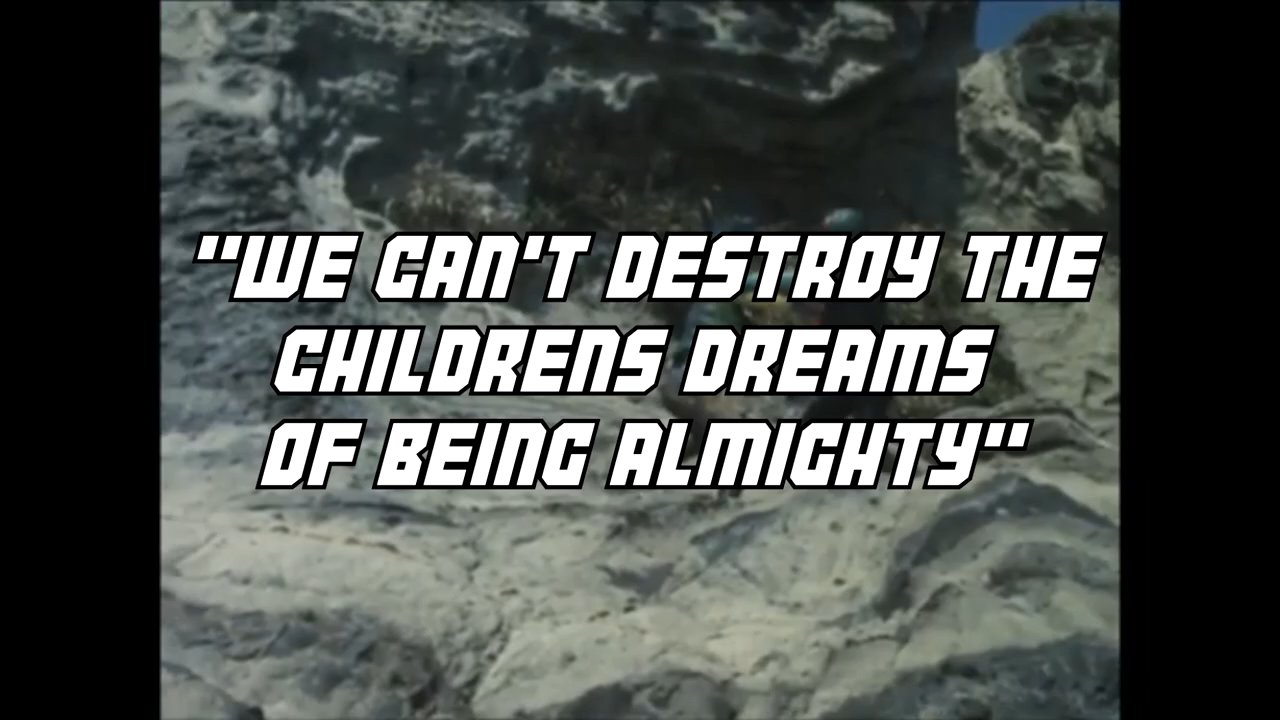 "WE CAN'T DESTROY THE
CHILDRENS DREAMS
OF BEING ALMIGHTY"